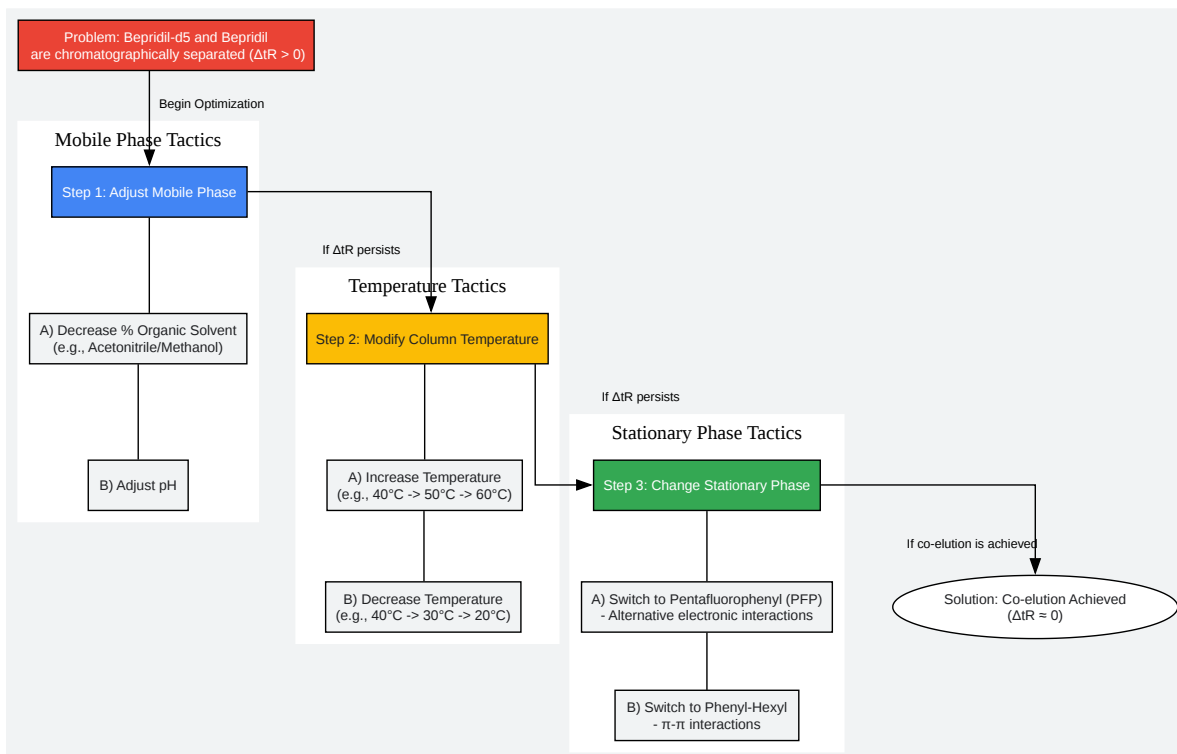 Problem: Bepridil-d5 and Bepridil
are chromatographically separated (ΔtR > 0)
Begin Optimization
Mobile Phase Tactics
Step 1: Adjust Mobile Phase
A) Decrease % Organic Solvent
(e.g., Acetonitrile/Methanol)
B) Adjust pH
If ΔtR persists
Temperature Tactics
Step 2: Modify Column Temperature
A) Increase Temperature
(e.g., 40°C -> 50°C -> 60°C)
B) Decrease Temperature
(e.g., 40°C -> 30°C -> 20°C)
If ΔtR persists
Stationary Phase Tactics
Step 3: Change Stationary Phase
A) Switch to Pentafluorophenyl (PFP)
- Alternative electronic interactions
B) Switch to Phenyl-Hexyl
- π-π interactions
If co-elution is achieved
Solution: Co-elution Achieved
(ΔtR ≈ 0)